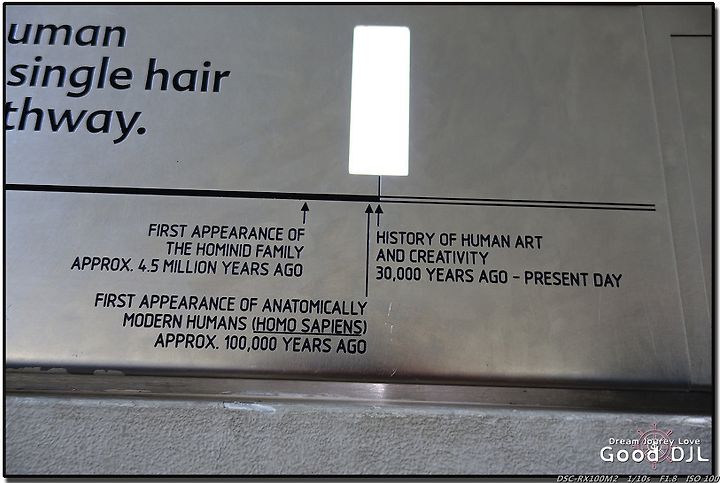 uman
single hair
thway.
FIRST APPEARANCE OF
THE HOMINID FAMILY
APPROX. 4.5 MILLION YEARS AGO
HISTORY OF HUMAN ART
AND CREATIVITY
30,000 YEARS AGO – PRESENT DAY
FIRST APPEARANCE OF ANATOMICALLY
MODERN HUMANS (HOMO SAPIENS)
APPROX. 100,000 YEARS AGO
Dream Jourey Love
Good DJL
DSC-RX100M2 1/10s F1.8 ISO 100